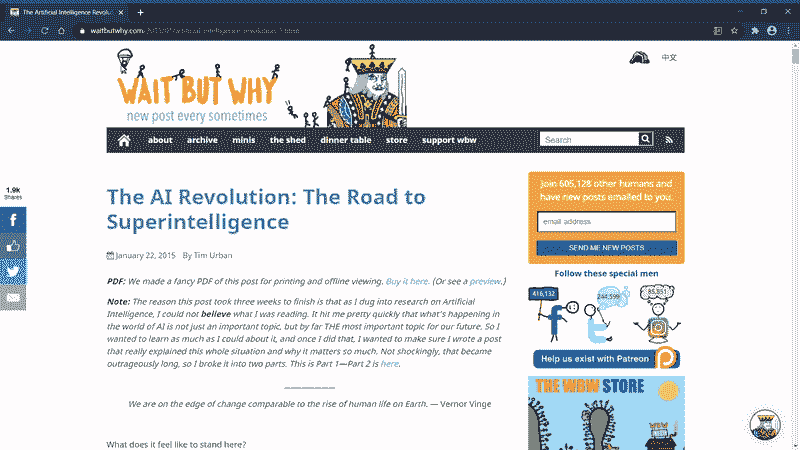 The Artificial Intelligence Revolu
waitbutwhy.com
WAIT BUT WHY
new post every sometimes
中文
about archive minis the shed dinner table store support wbw
Search
1.9k
Shares
The AI Revolution: The Road to
Superintelligence
January 22, 2015 By Tim Urban
PDF: We made a fancy PDF of this post for printing and offline viewing. Buy it here. (Or see a preview.)
Note: The reason this post took three weeks to finish is that as I dug into research on Artificial
Intelligence, I could not believe what I was reading. It hit me pretty quickly that what's happening in
the world of AI is not just an important topic, but by far THE most important topic for our future. So I
wanted to learn as much as I could about it, and once I did that, I wanted to make sure I wrote a post
that really explained this whole situation and why it matters so much. Not shockingly, that became
outrageously long, so I broke it into two parts. This is Part 1—Part 2 is here.
We are on the edge of change comparable to the rise of human life on Earth. — Vernor Vinge
What does it feel like to stand here?
Join 605,128 other humans and
have new posts emailed to you.
email address
SEND ME NEW POSTS
Follow these special men
416,132
244,599
85,851
Help us exist with Patreon
THE WBW STORE